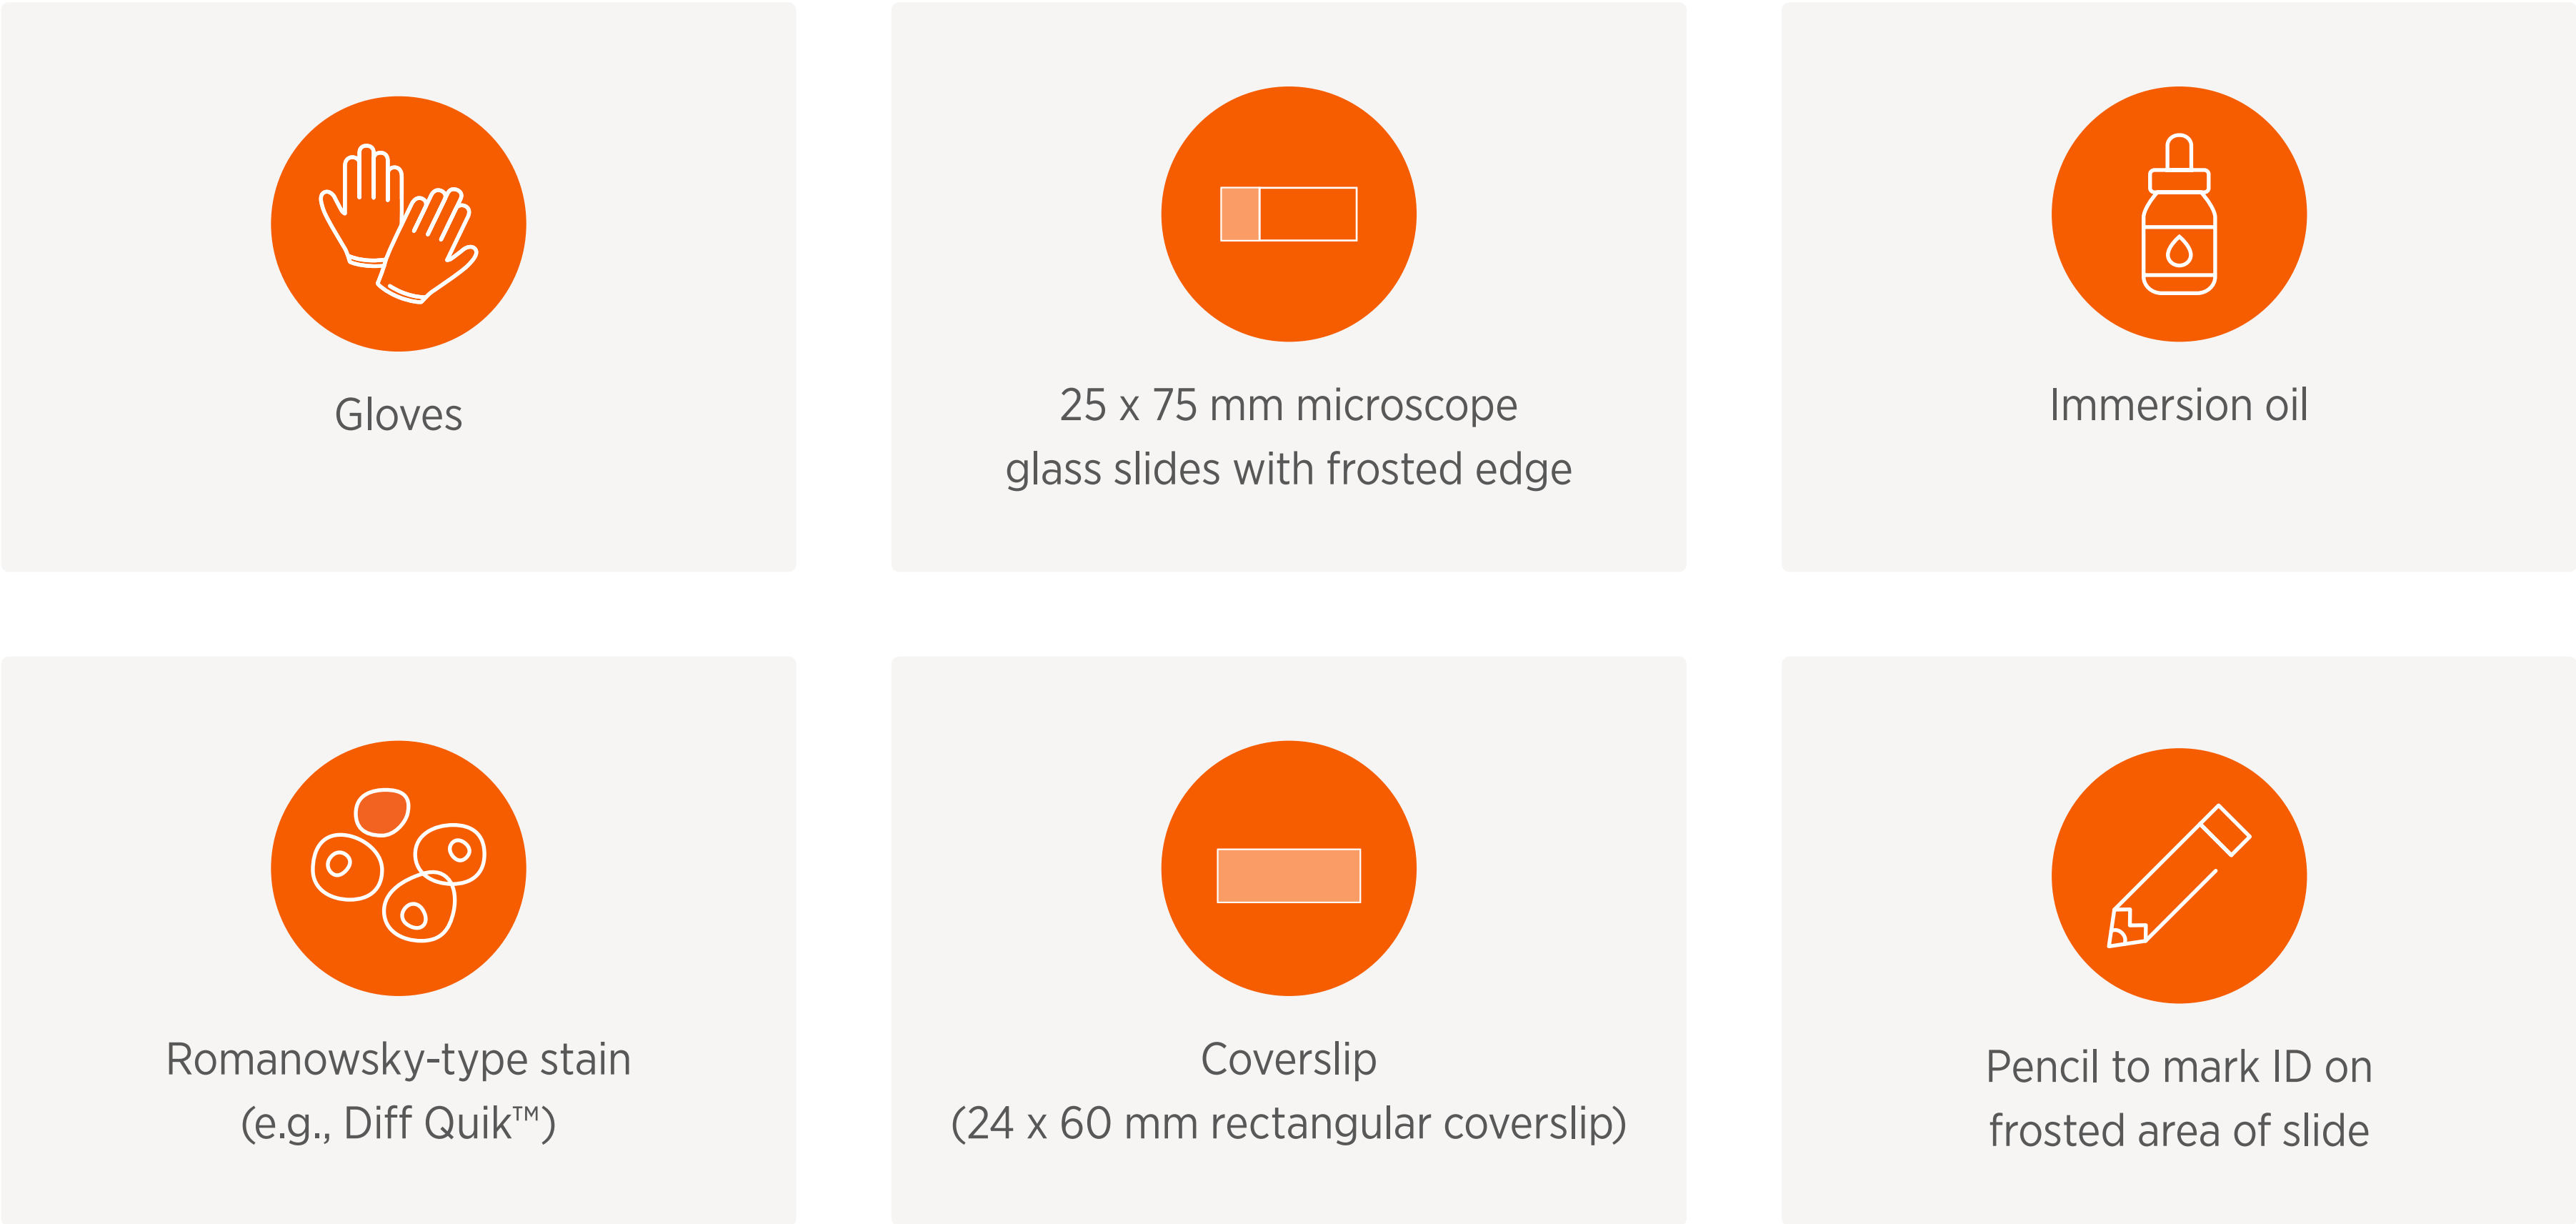 Gloves
25 x 75 mm microscope
glass slides with frosted edge
Immersion oil
Romanowsky-type stain
(e.g., Diff Quik™)
Coverslip
(24 x 60 mm rectangular coverslip)
Pencil to mark ID on
frosted area of slide